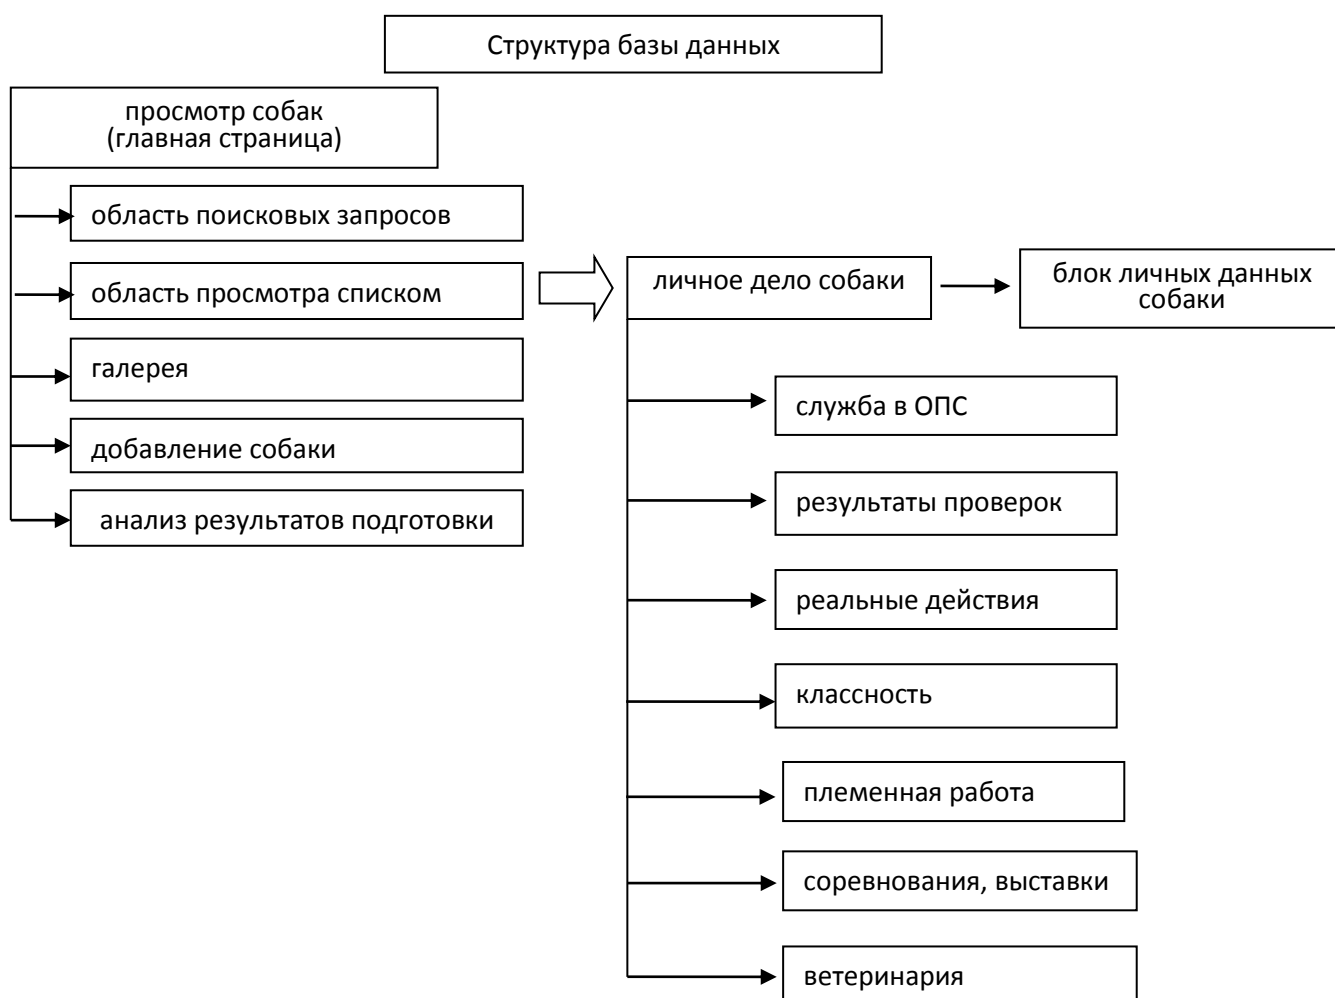 Структура базы данных
просмотр собак
(главная страница)
область поисковых запросов
область просмотра списком
галерея
добавление собаки
анализ результатов подготовки
личное дело собаки
блок личных данных
собаки
служба в ОПС
результаты проверок
реальные действия
классность
племенная работа
соревнования, выставки
ветеринария